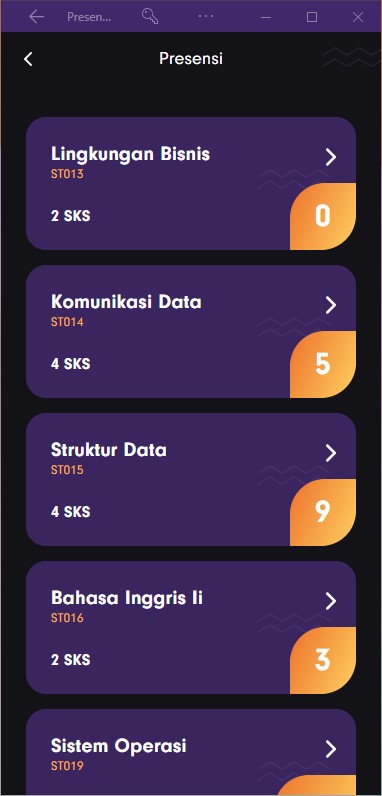 Presen...
Presensi
Lingkungan Bisnis
ST013
2 SKS
0
Komunikasi Data
ST014
4 SKS
5
Struktur Data
ST015
4 SKS
9
Bahasa Inggris Ii
ST016
2 SKS
3
Sistem Operasi
ST019